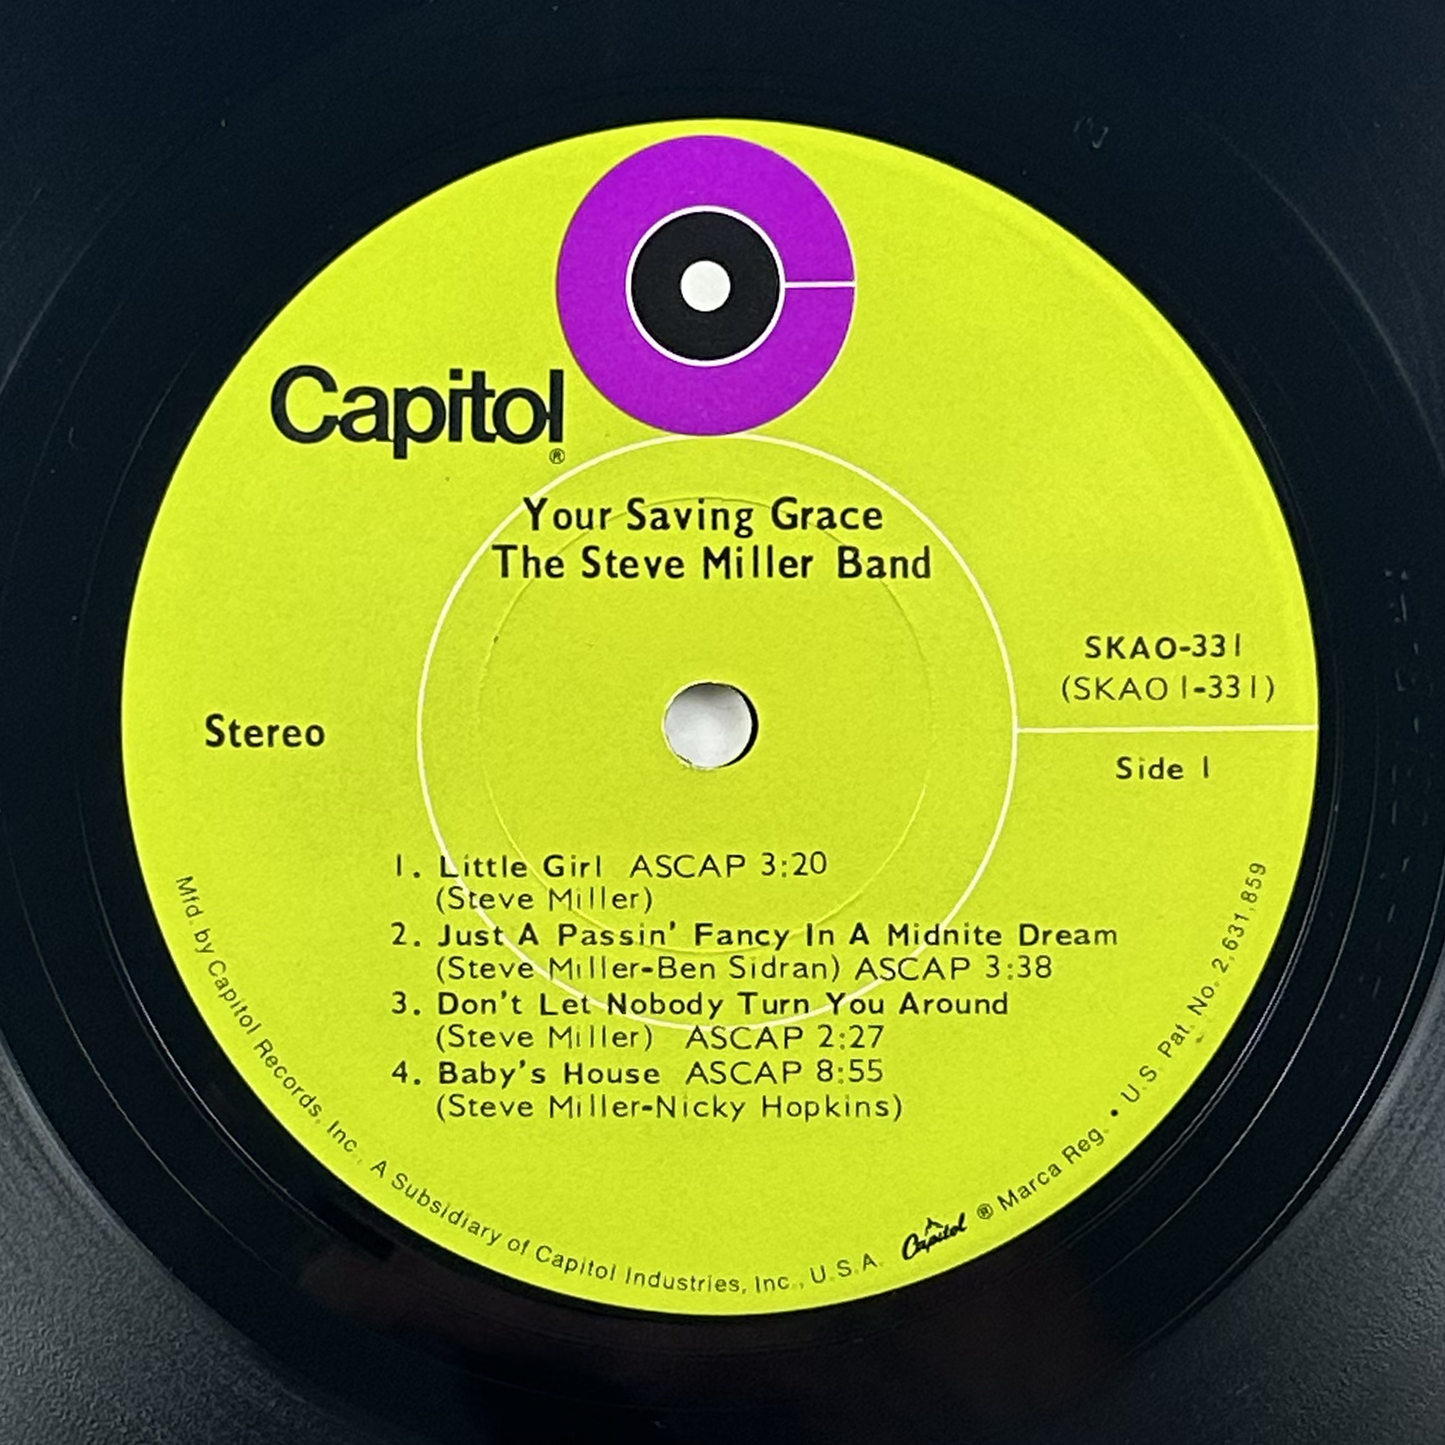 Capitol®
Your Saving Grace
The Steve Miller Band
SKAO-331
(SKAO 1-331)
Stereo
Side 1
1. Little Girl ASCAP 3:20
(Steve Miller)
2. Just A Passin' Fancy In A Midnite Dream
(Steve Miller-Ben Sidran) ASCAP 3:38
3. Don't Let Nobody Turn You Around
(Steve Miller) ASCAP 2:27
4. Baby's House ASCAP 8:55
(Steve Miller-Nicky Hopkins)
Mfd. by Capitol Records, Inc., A Subsidiary of Capitol Industries, Inc., U.S.A. Capitol ® Marca Reg. • U.S. Pat. No. 2,631,859